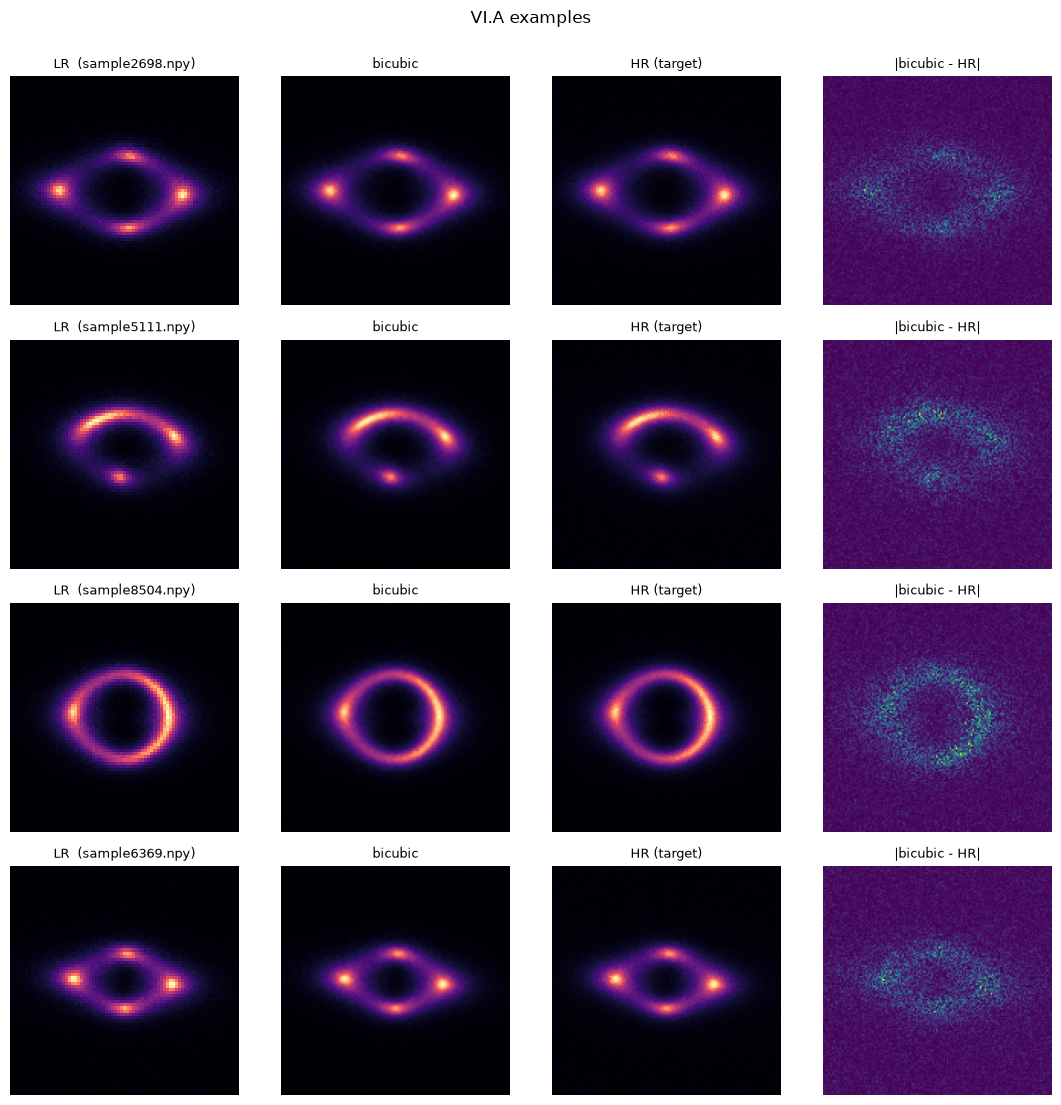 VI.A examples
LR  (sample2698.npy) bicubic HR (target) |bicubic - HR|
LR  (sample5111.npy) bicubic HR (target) |bicubic - HR|
LR  (sample8504.npy) bicubic HR (target) |bicubic - HR|
LR  (sample6369.npy) bicubic HR (target) |bicubic - HR|